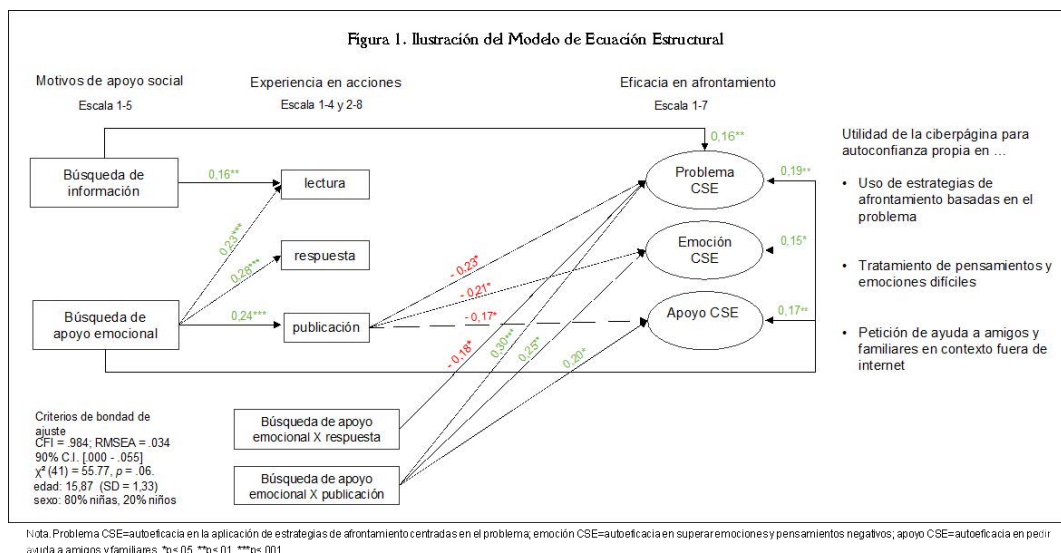 Figura 1. Ilustración del Modelo de Ecuación Estructural
Motivos de apoyo social
Escala 1-5
Experiencia en acciones
Escala 1-4 y 2-8
Eficacia en afrontamiento
Escala 1-7
Búsqueda de
información
0,16**
lectura
0,23***
respuesta
0,28***
Búsqueda de
apoyo emocional
0,24***
publicación
0,16**
Problema
CSE
0,19**
Emoción
CSE
0,15*
Apoyo CSE
0,17**
- 0,23*
- 0,21*
- 0,17*
- 0,18*
0,30***
0,25**
0,20*
Búsqueda de apoyo
emocional X respuesta
Búsqueda de apoyo
emocional X publicación
Utilidad de la ciberpágina para
autoconfianza propia en ...
• Uso de estrategias de
afrontamiento basadas en el
problema
• Tratamiento de pensamientos y
emociones difíciles
• Petición de ayuda a amigos y
familiares en contexto fuera de
internet
Criterios de bondad de
ajuste
CFI = .984; RMSEA = .034
90% C.I. [.000 - .055]
χ² (41) = 55.77, p = .06.
edad: 15,87 (SD = 1,33)
sexo: 80% niñas, 20% niños
Nota. Problema CSE=autoeficacia en la aplicación de estrategias de afrontamiento centradas en el problema; emoción CSE=autoeficacia en superar emociones y pensamientos negativos; apoyo CSE=autoeficacia en pedir
ayuda a amigos y familiares. *p≤.05, **p≤.01, ***p≤.001